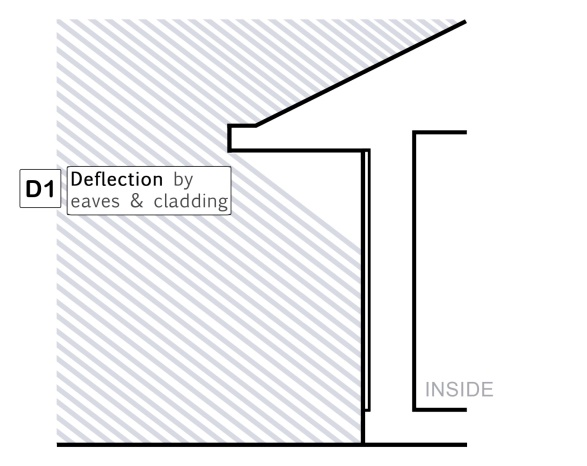 D1
Deflection by
eaves & cladding
INSIDE